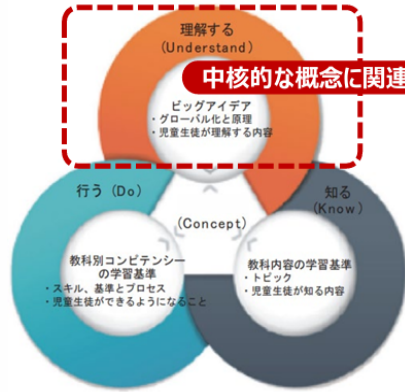 理解する
(Understand)
中核的な概念に関連
ビッグアイデア
・グローバル化と原理
・児童生徒が理解する内容
行う (Do)
知る
(Know)
(Concept)
教科別コンピテンシー
の学習基準
・スキル、基準とプロセス
・児童生徒ができるようになること
教科内容の学習基準
・トピック
・児童生徒が知る内容